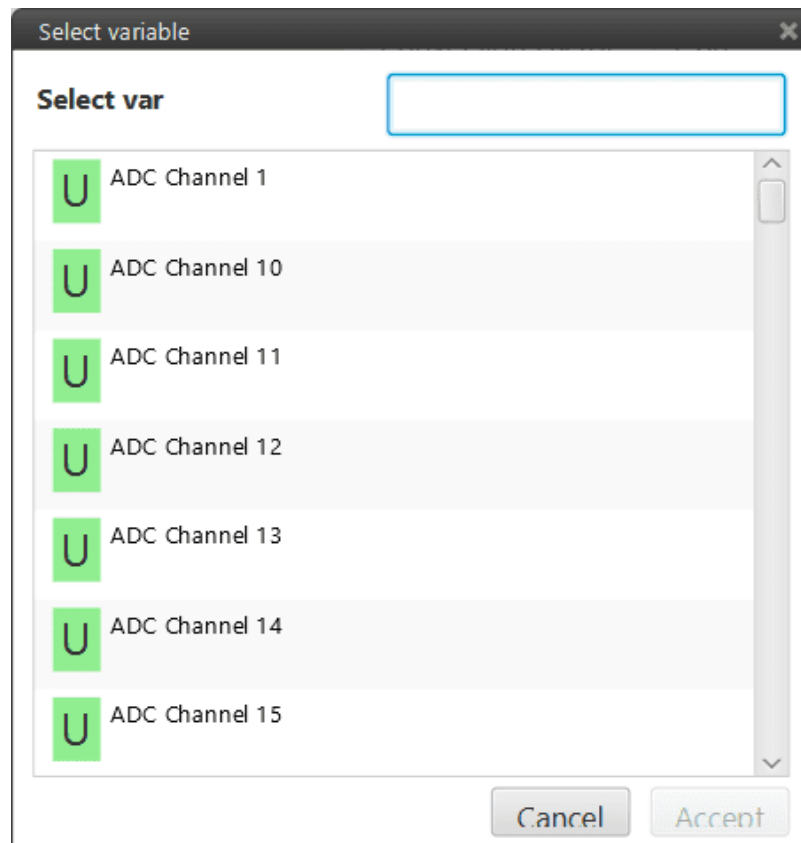 Select variable
Select var
U ADC Channel 1
U ADC Channel 10
U ADC Channel 11
U ADC Channel 12
U ADC Channel 13
U ADC Channel 14
U ADC Channel 15
Cancel Accept